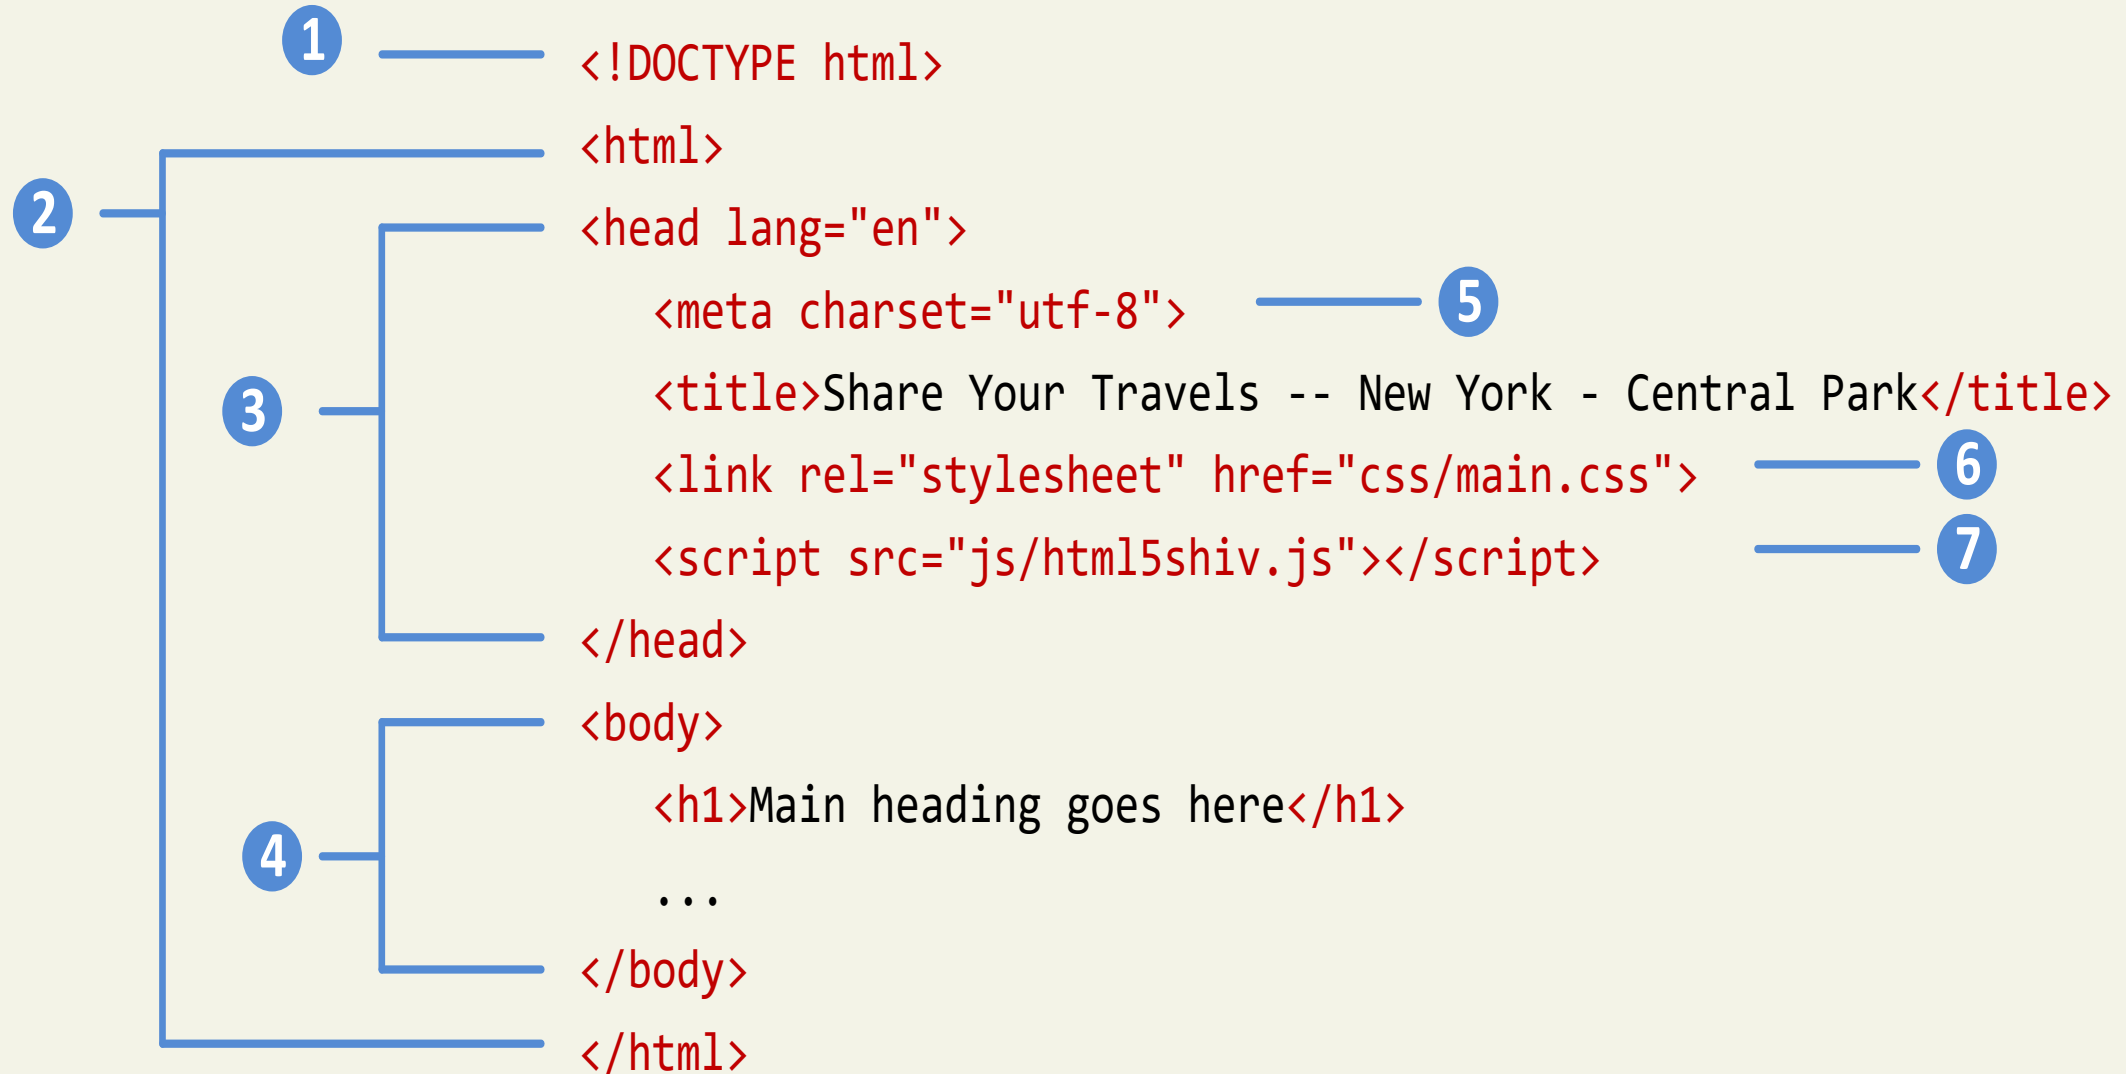 1 <!DOCTYPE html>
<html>
2
<head lang="en">
<meta charset="utf-8"> 5
3 <title>Share Your Travels -- New York - Central Park</title>
<link rel="stylesheet" href="css/main.css"> 6
<script src="js/html5shiv.js"></script> 7
</head>
<body>
<h1>Main heading goes here</h1>
4
...
</body>
</html>